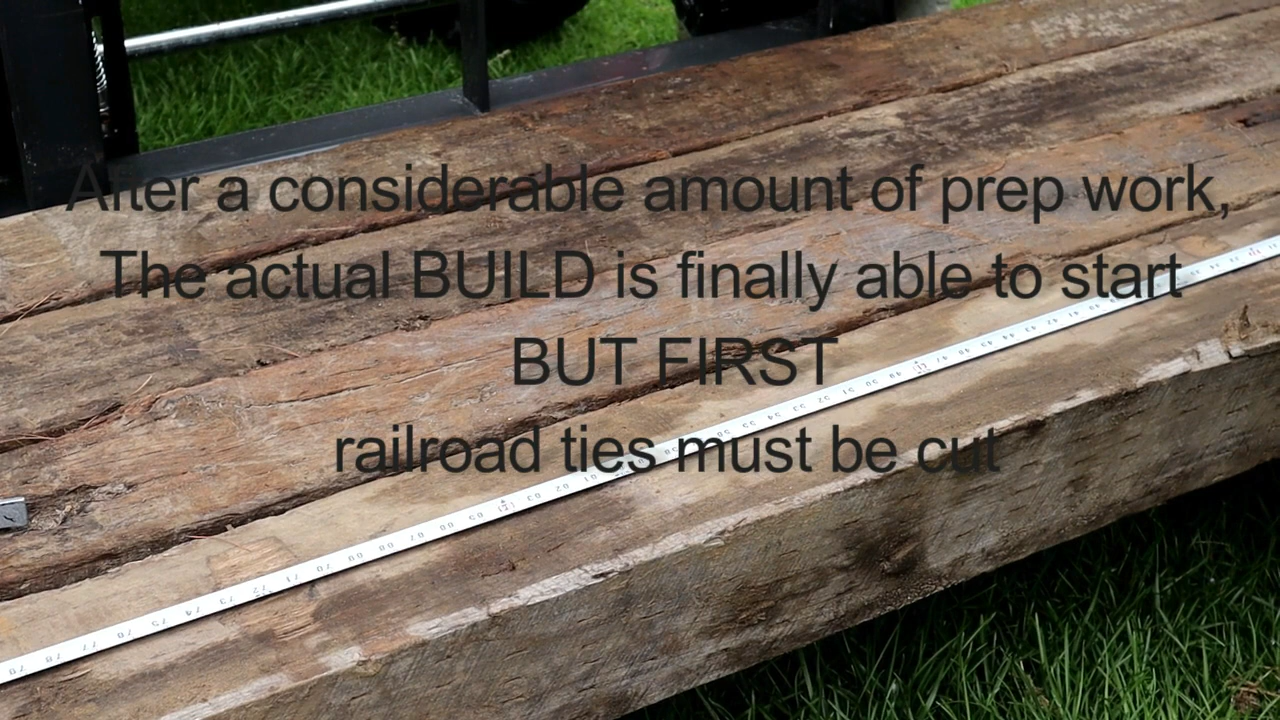 After a considerable amount of prep work,
The actual BUILD is finally able to start
BUT FIRST
railroad ties must be cut